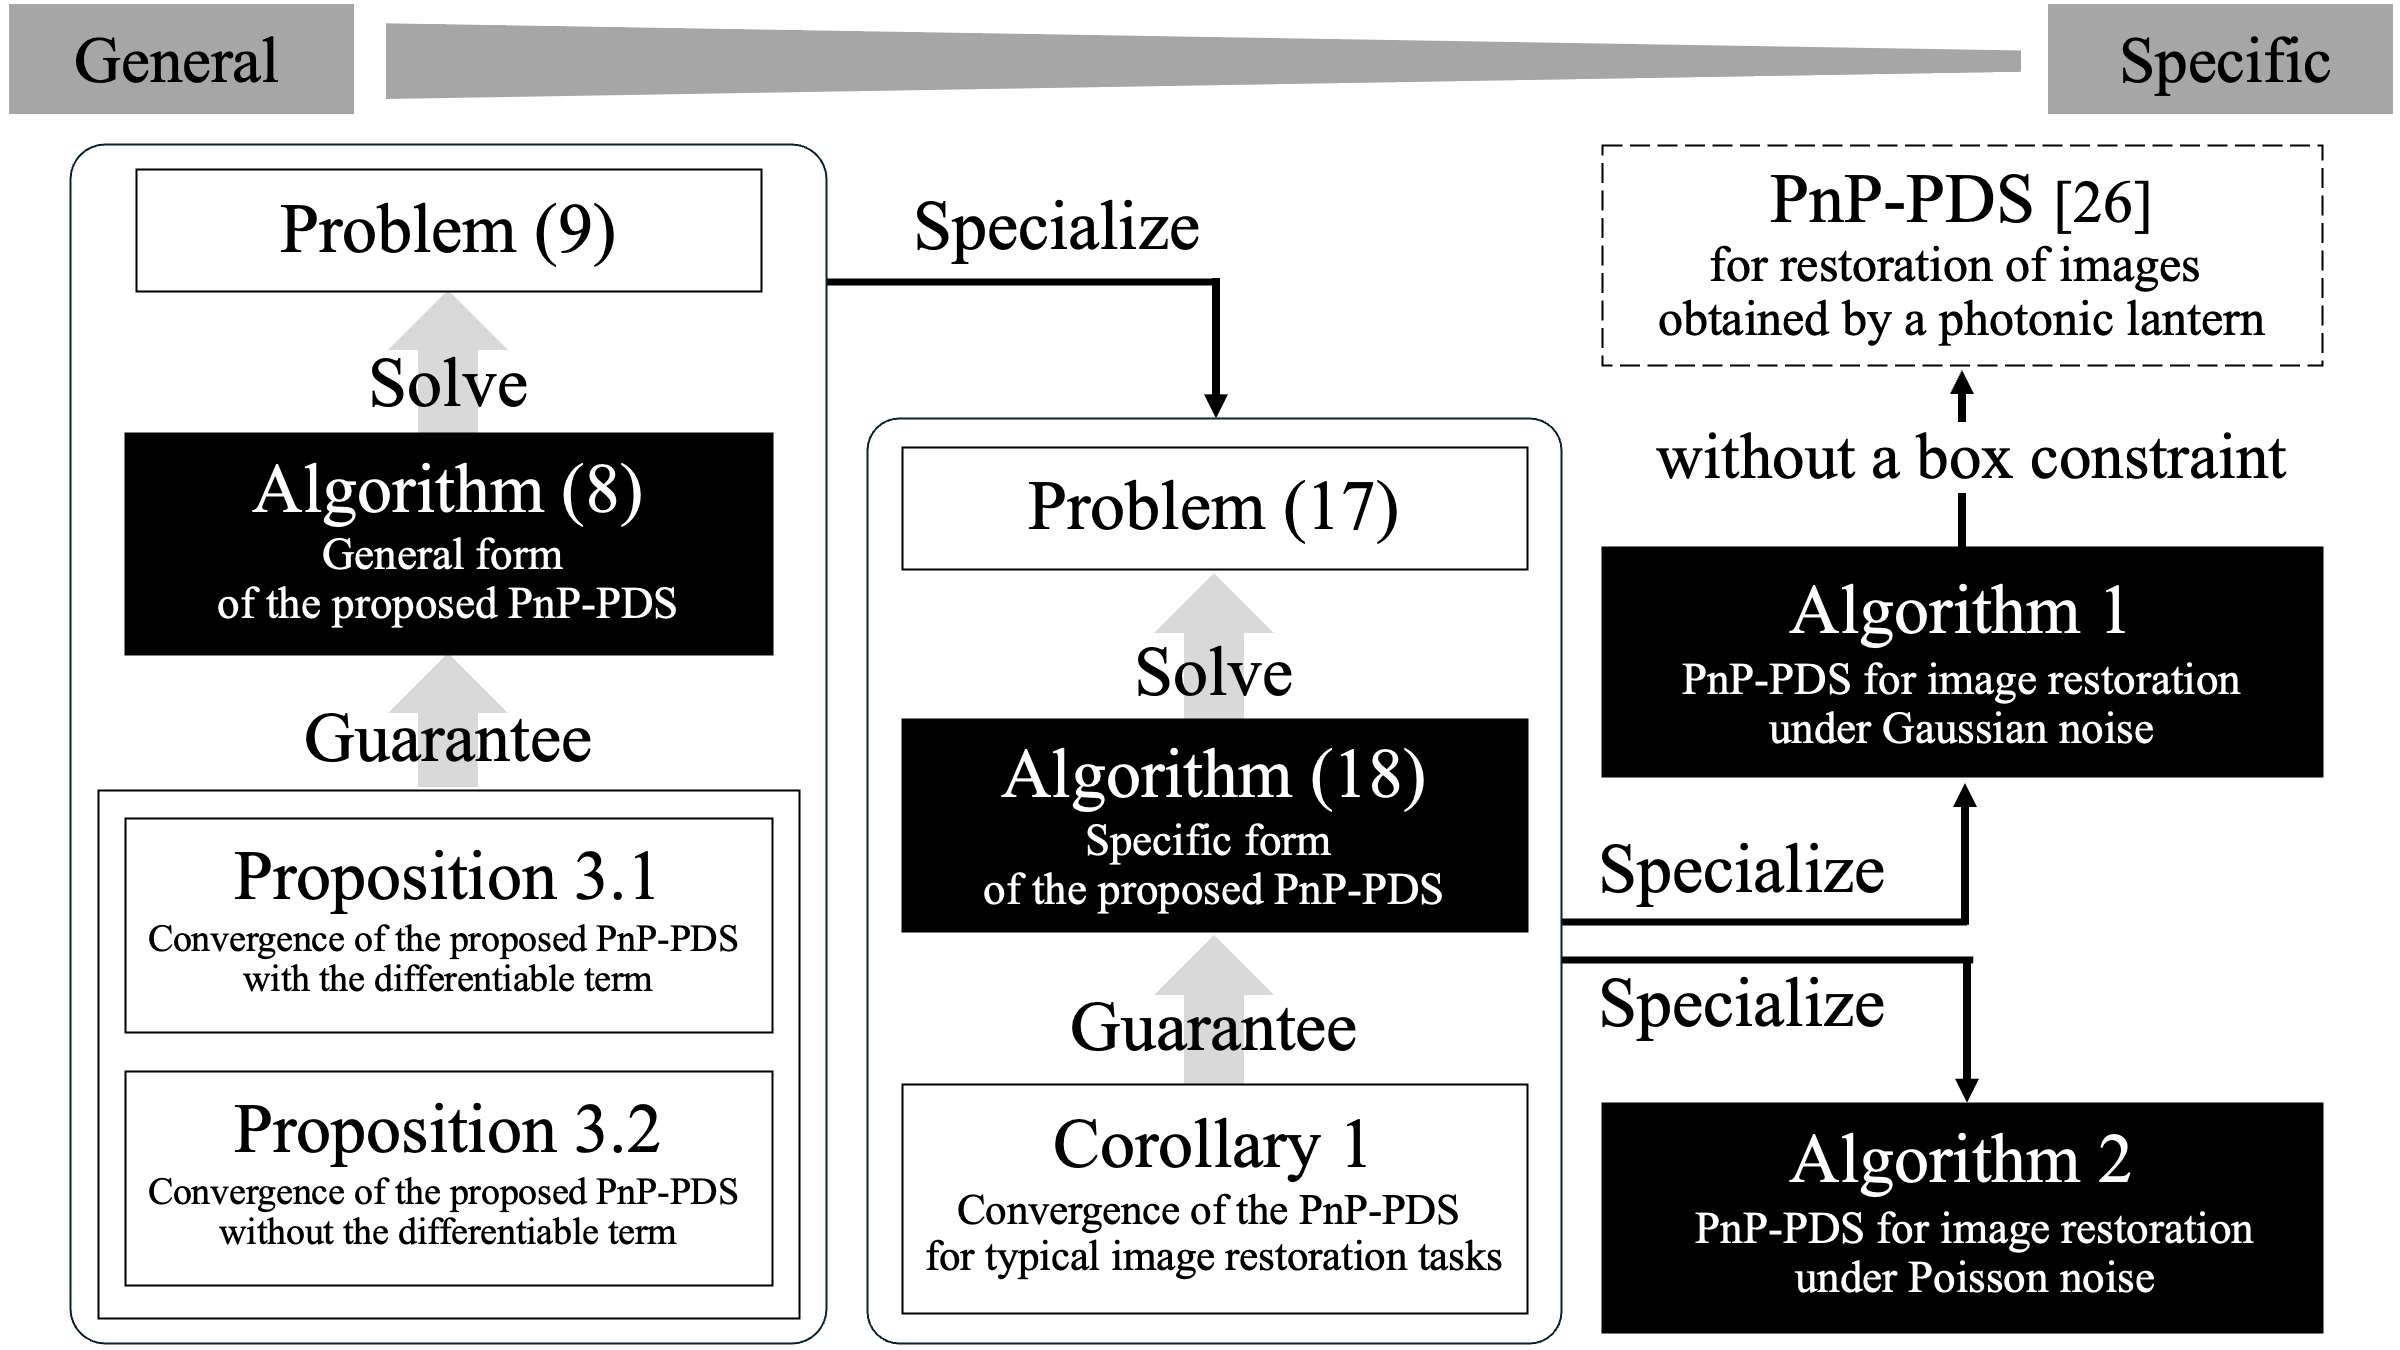 General
Specific
Problem (9)
Solve
Algorithm (8)
General form
of the proposed PnP-PDS
Guarantee
Proposition 3.1
Convergence of the proposed PnP-PDS
with the differentiable term
Proposition 3.2
Convergence of the proposed PnP-PDS
without the differentiable term
Specialize
Problem (17)
Solve
Algorithm (18)
Specific form
of the proposed PnP-PDS
Guarantee
Corollary 1
Convergence of the PnP-PDS
for typical image restoration tasks
PnP-PDS [26]
for restoration of images
obtained by a photonic lantern
without a box constraint
Algorithm 1
PnP-PDS for image restoration
under Gaussian noise
Specialize
Specialize
Algorithm 2
PnP-PDS for image restoration
under Poisson noise